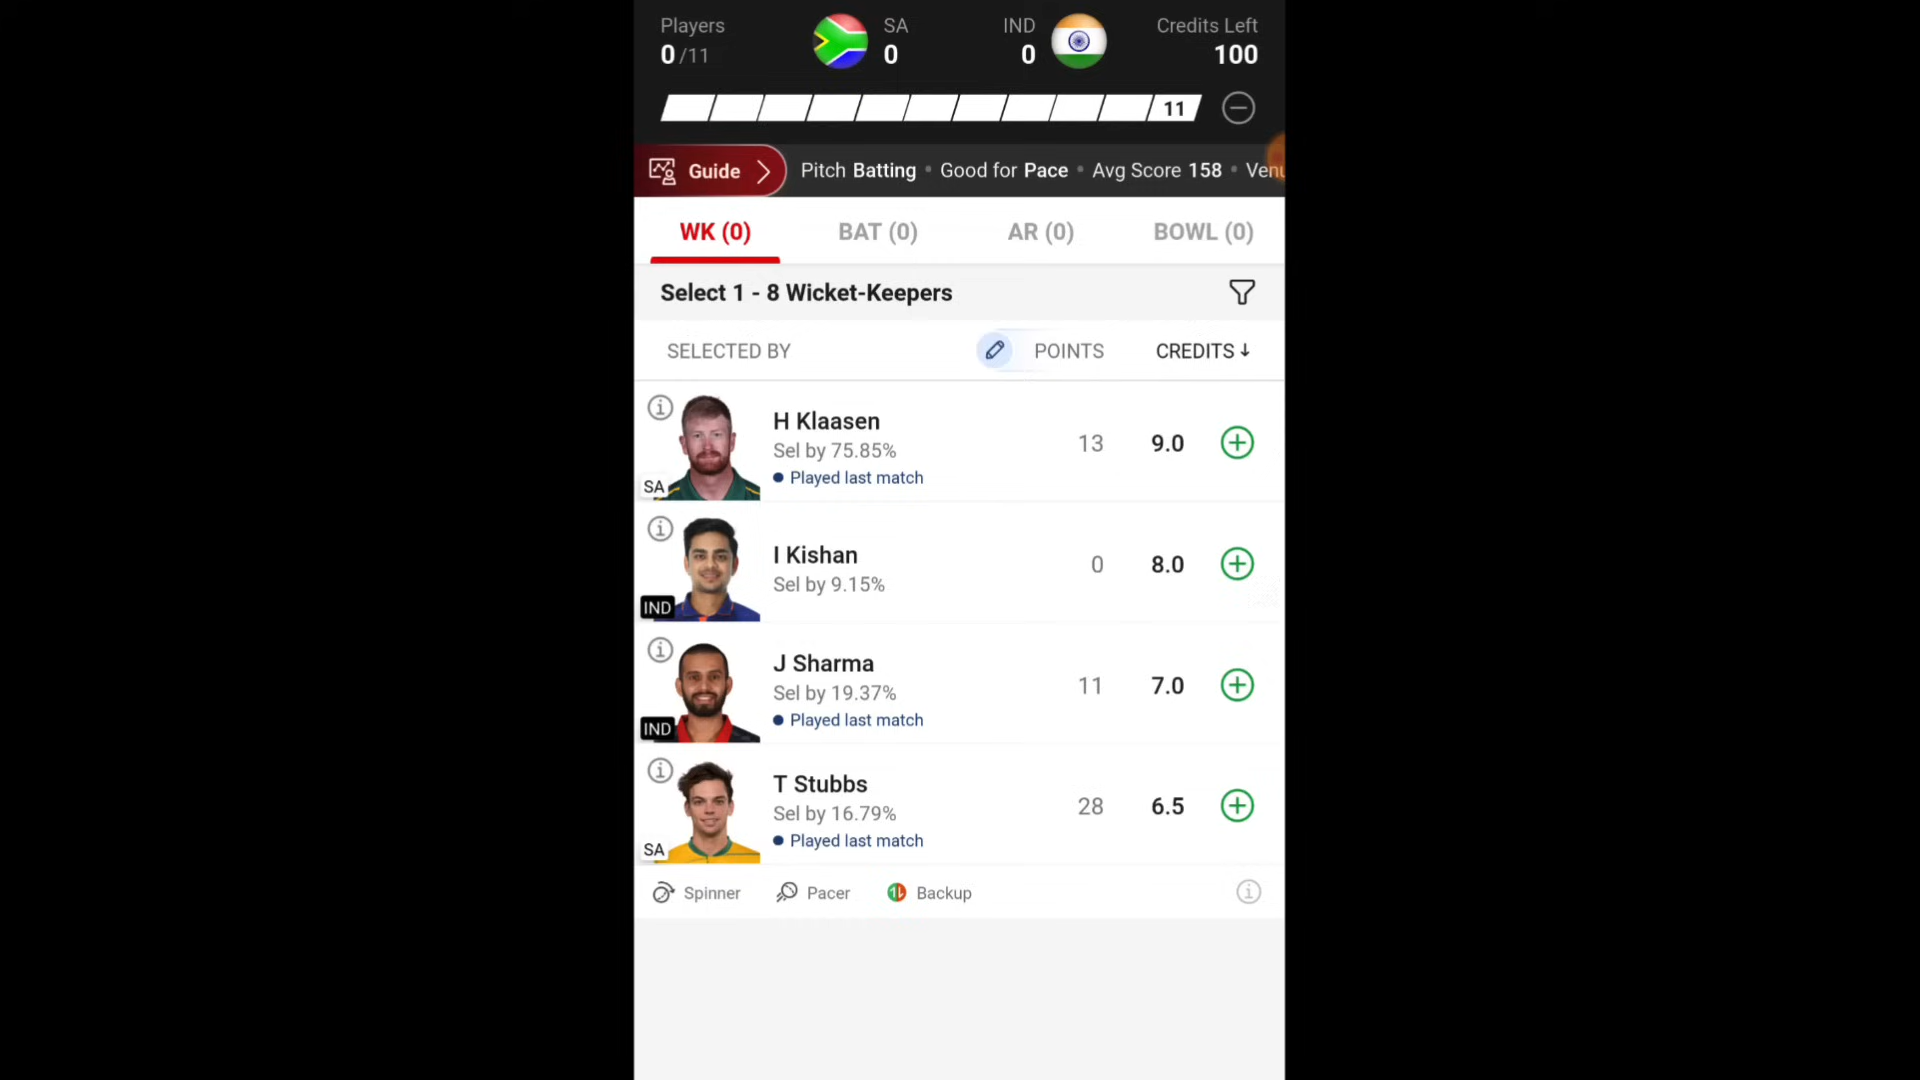 Players SA IND Credits Left
0/11 0 0 100
11
Guide Pitch Batting • Good for Pace • Avg Score 158 •
WK (0) BAT (0) AR (0) BOWL (0)
Select 1 - 8 Wicket-Keepers
SELECTED BY POINTS CREDITS↓
H Klaasen
Sel by 75.85% 13 9.0
Played last match
SA
I Kishan
Sel by 9.15% 0 8.0
IND
J Sharma
Sel by 19.37% 11 7.0
Played last match
IND
T Stubbs
Sel by 16.79% 28 6.5
Played last match
SA
Spinner Pacer Backup